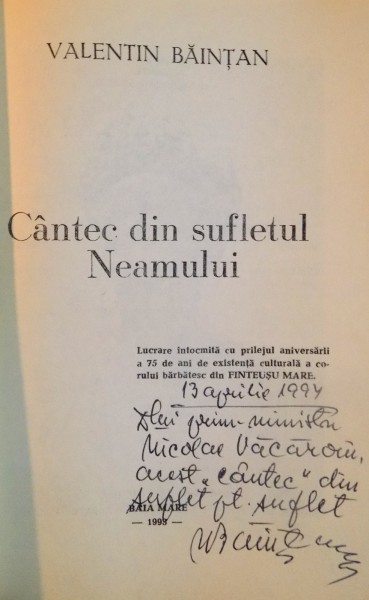 VALENTIN BĂINȚAN
Cântec din sufletul
Neamului
Lucrare întocmită cu prilejul aniversării
a 75 de ani de existență culturală a co-
rului bărbătesc din FINTEUȘU MARE.
13 aprilie 1994
Dlui prim-ministru
Nicolae Văcăroiu,
acest „cântec" din
suflet pt. suflet
BAIA MARE
— 1993 —
VBăințan